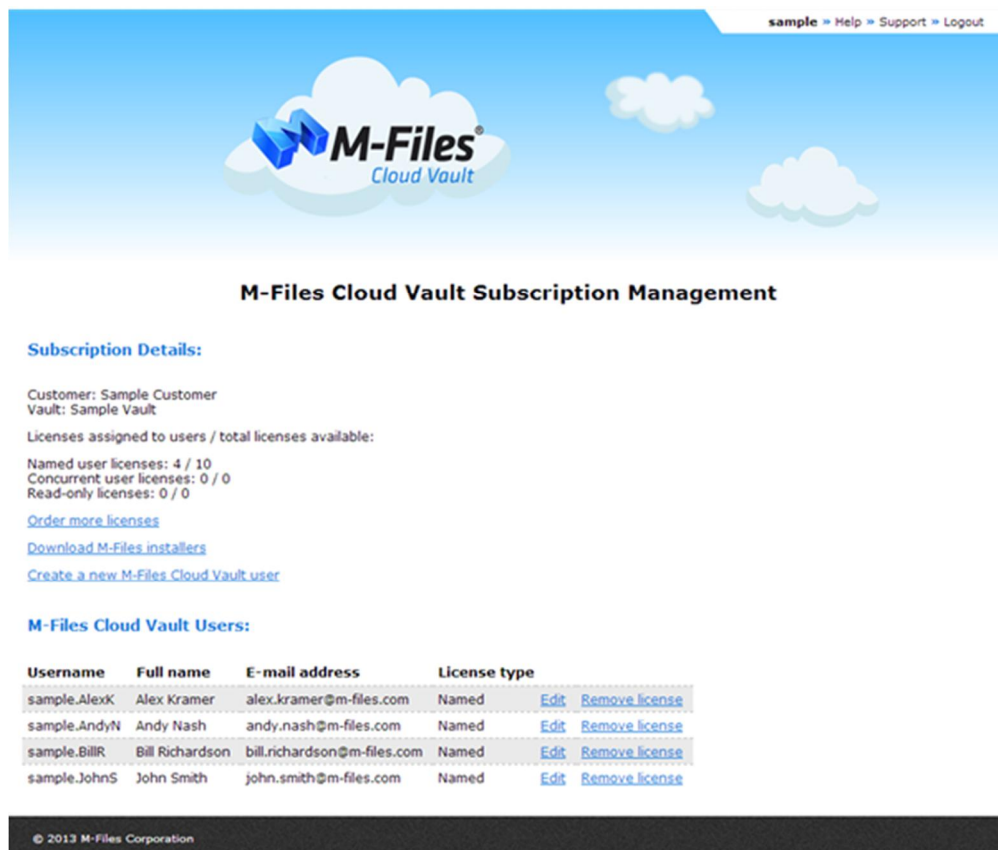 sample » Help » Support » Logout
M-Files®
Cloud Vault
M-Files Cloud Vault Subscription Management
Subscription Details:
Customer: Sample Customer
Vault: Sample Vault
Licenses assigned to users / total licenses available:
Named user licenses: 4 / 10
Concurrent user licenses: 0 / 0
Read-only licenses: 0 / 0
Order more licenses
Download M-Files installers
Create a new M-Files Cloud Vault user
M-Files Cloud Vault Users:
Username Full name E-mail address License type
sample.AlexK Alex Kramer alex.kramer@m-files.com Named Edit Remove license
sample.AndyN Andy Nash andy.nash@m-files.com Named Edit Remove license
sample.BillR Bill Richardson bill.richardson@m-files.com Named Edit Remove license
sample.JohnS John Smith john.smith@m-files.com Named Edit Remove license
© 2013 M-Files Corporation